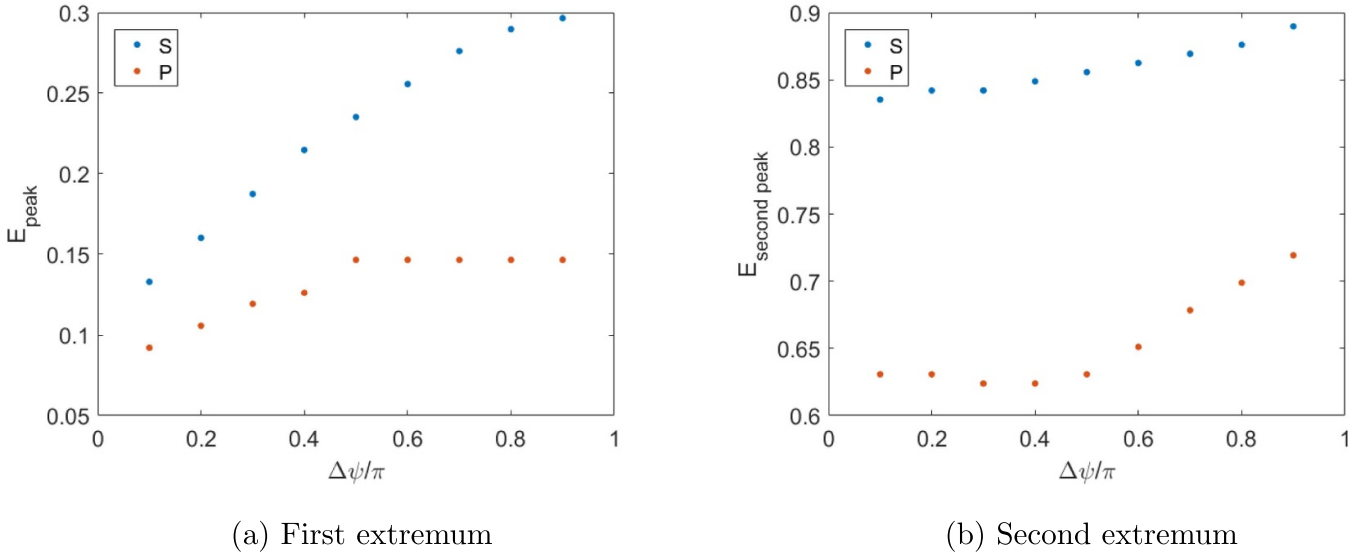 0.3
0.25
0.2
0.15
0.1
0.05
E_peak
S
P
0 0.2 0.4 0.6 0.8 1
Δψ/π
(a) First extremum
0.9
0.85
0.8
0.75
0.7
0.65
0.6
E_second peak
S
P
0 0.2 0.4 0.6 0.8 1
Δψ/π
(b) Second extremum